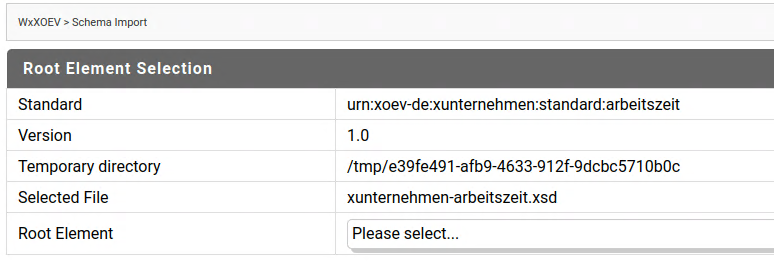 WxXOEV > Schema Import
Root Element Selection
Standard urn:xoev-de:xunternehmen:standard:arbeitszeit
Version 1.0
Temporary directory /tmp/e39fe491-afb9-4633-912f-9dcbc5710b0c
Selected File xunternehmen-arbeitszeit.xsd
Root Element Please select...